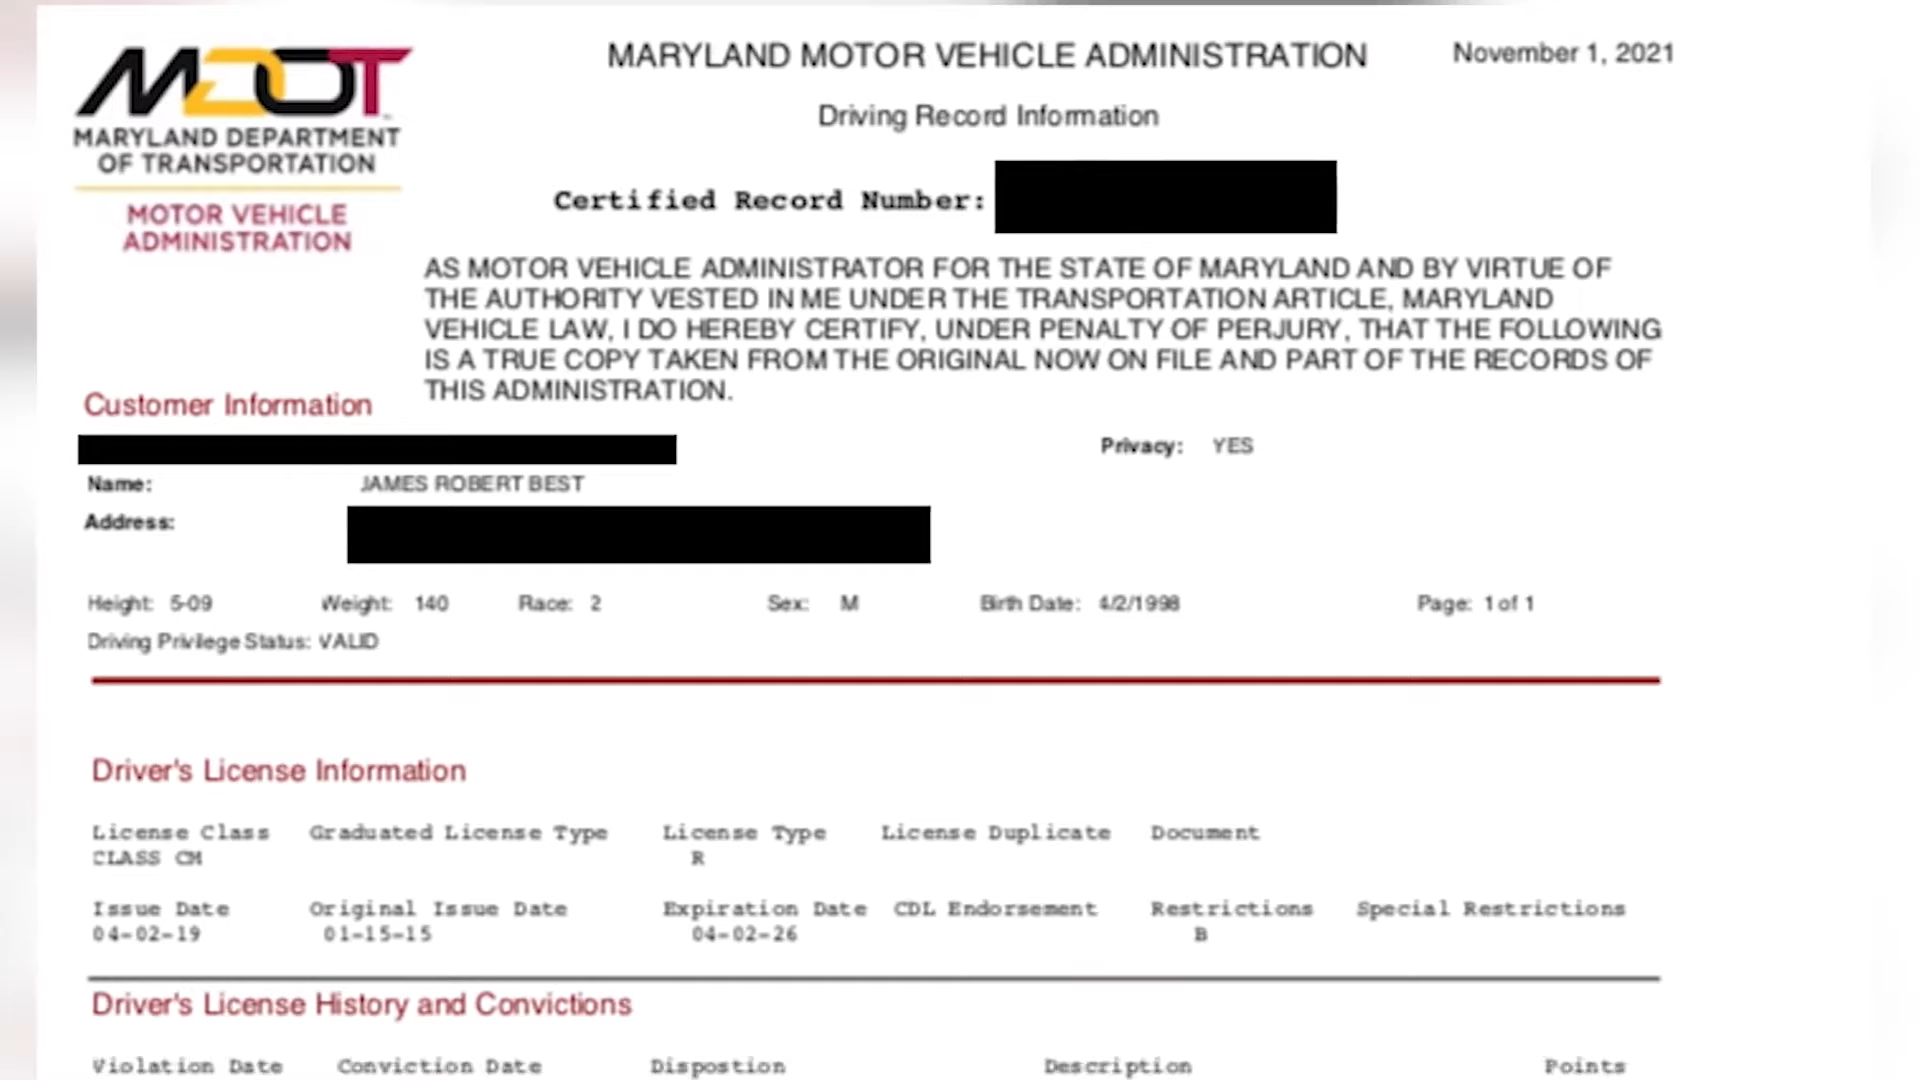 MDOT
MARYLAND DEPARTMENT
OF TRANSPORTATION
MOTOR VEHICLE
ADMINISTRATION
MARYLAND MOTOR VEHICLE ADMINISTRATION
November 1, 2021
Driving Record Information
Certified Record Number:
AS MOTOR VEHICLE ADMINISTRATOR FOR THE STATE OF MARYLAND AND BY VIRTUE OF
THE AUTHORITY VESTED IN ME UNDER THE TRANSPORTATION ARTICLE, MARYLAND
VEHICLE LAW, I DO HEREBY CERTIFY, UNDER PENALTY OF PERJURY, THAT THE FOLLOWING
IS A TRUE COPY TAKEN FROM THE ORIGINAL NOW ON FILE AND PART OF THE RECORDS OF
THIS ADMINISTRATION.
Customer Information
Privacy: YES
Name: JAMES ROBERT BEST
Address:
Height: 5-09 Weight: 140 Race: 2 Sex: M Birth Date: 4/2/1998 Page: 1 of 1
Driving Privilege Status: VALID
Driver's License Information
License Class Graduated License Type License Type License Duplicate Document
CLASS CM R
Issue Date Original Issue Date Expiration Date CDL Endorsement Restrictions Special Restrictions
04-02-19 01-15-15 04-02-26 B
Driver's License History and Convictions
Violation Date Conviction Date Dispostion Description Points